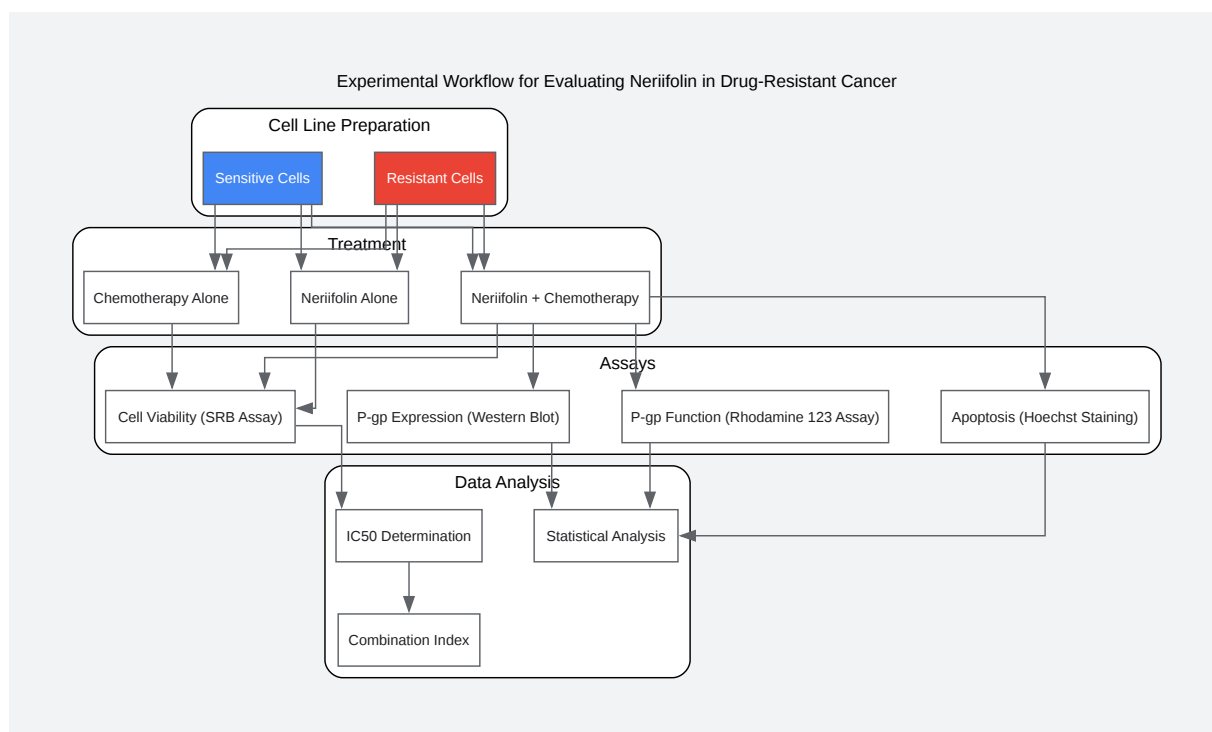 Experimental Workflow for Evaluating Neriifolin in Drug-Resistant Cancer
Cell Line Preparation
Sensitive Cells
Resistant Cells
Treatment
Chemotherapy Alone
Neriifolin Alone
Neriifolin + Chemotherapy
Assays
Cell Viability (SRB Assay)
P-gp Expression (Western Blot)
P-gp Function (Rhodamine 123 Assay)
Apoptosis (Hoechst Staining)
Data Analysis
IC50 Determination
Statistical Analysis
Combination Index